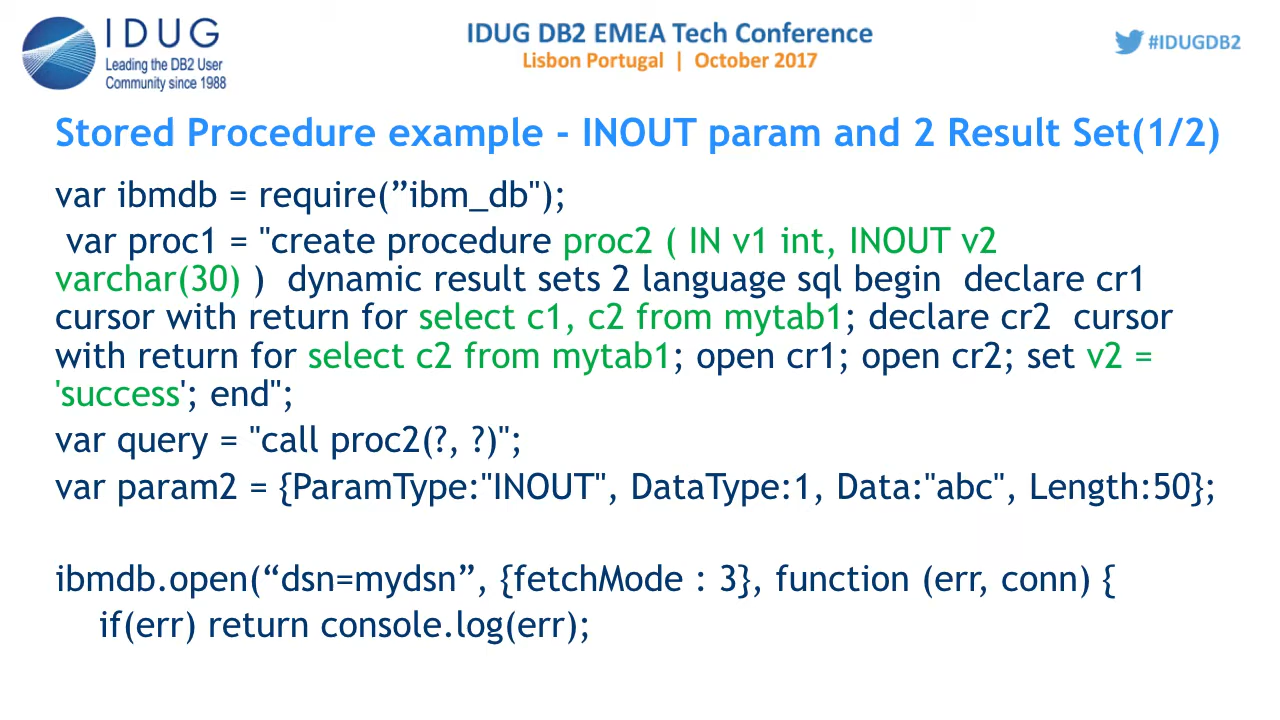 IDUG
Leading the DB2 User
Community since 1988
IDUG DB2 EMEA Tech Conference
Lisbon Portugal | October 2017
#IDUGDB2
Stored Procedure example - INOUT param and 2 Result Set(1/2)
var ibmdb = require(”ibm_db");
var proc1 = "create procedure proc2 ( IN v1 int, INOUT v2
varchar(30) ) dynamic result sets 2 language sql begin declare cr1
cursor with return for select c1, c2 from mytab1; declare cr2 cursor
with return for select c2 from mytab1; open cr1; open cr2; set v2 =
'success'; end";
var query = "call proc2(?, ?)";
var param2 = {ParamType:"INOUT", DataType:1, Data:"abc", Length:50};
ibmdb.open(“dsn=mydsn”, {fetchMode : 3}, function (err, conn) {
if(err) return console.log(err);